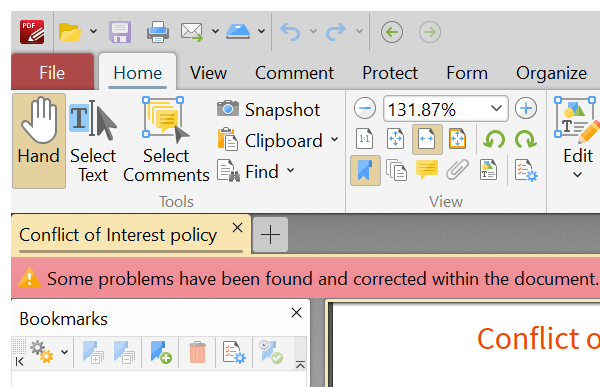 PDF
File Home View Comment Protect Form Organize
Hand
Select Text
Select Comments
Snapshot
Clipboard
Find
Tools
131.87%
1:1
View
Edit
Conflict of Interest policy
Some problems have been found and corrected within the document.
Bookmarks
Conflict o